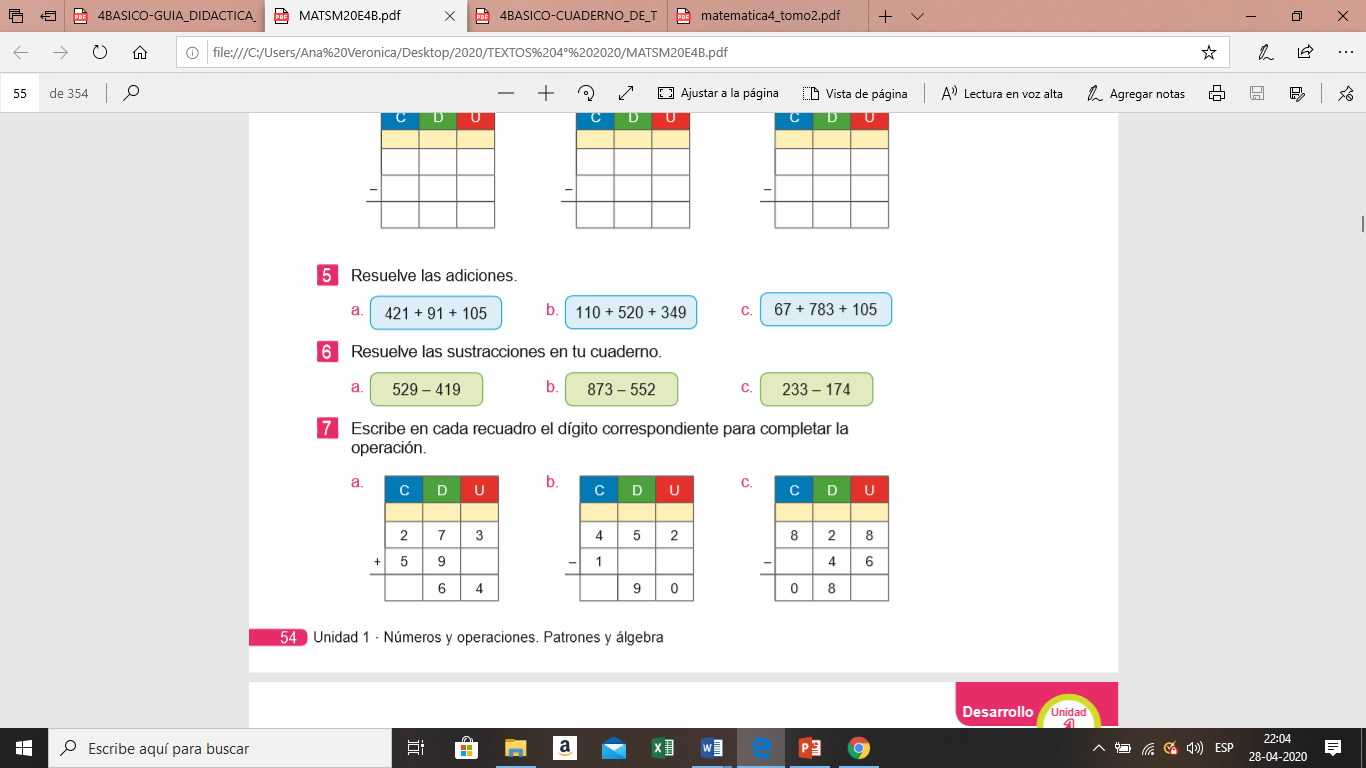 4BASICO-GUIA_DIDACTICA_
MATSM20E4B.pdf
4BASICO-CUADERNO_DE_T
matematica4_tomo2.pdf
file:///C:/Users/Ana%20Veronica/Desktop/2020/TEXTOS%204º%202020/MATSM20E4B.pdf
55 de 354
Ajustar a la página
Vista de página
Lectura en voz alta
Agregar notas
C D U
C D U
C D U
–
–
–
5 Resuelve las adiciones.
a. 421 + 91 + 105
b. 110 + 520 + 349
c. 67 + 783 + 105
6 Resuelve las sustracciones en tu cuaderno.
a. 529 – 419
b. 873 – 552
c. 233 – 174
7 Escribe en cada recuadro el dígito correspondiente para completar la
operación.
a.
C D U
2 7 3
+ 5 9
6 4
b.
C D U
4 5 2
– 1
9 0
c.
C D U
8 2 8
– 4 6
0 8
54 Unidad 1 · Números y operaciones. Patrones y álgebra
Desarrollo
Unidad
1
Escribe aquí para buscar
ESP
22:04
28-04-2020